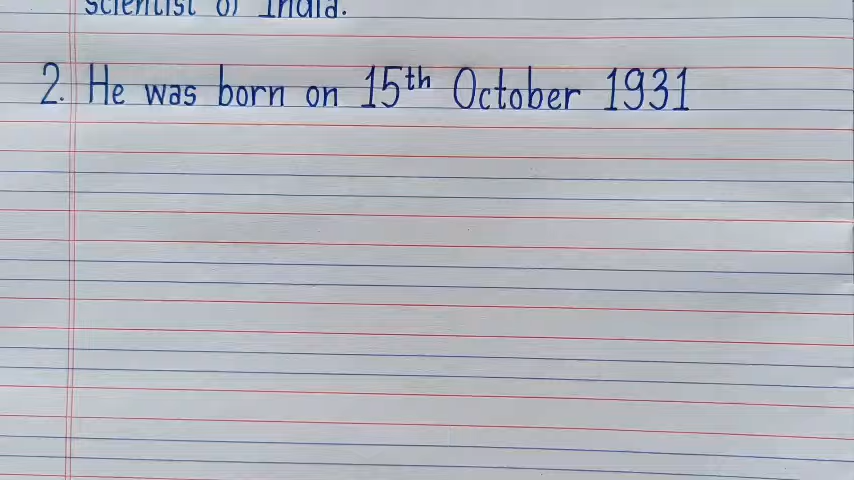 scientist of India.
2. He was born on 15th October 1931